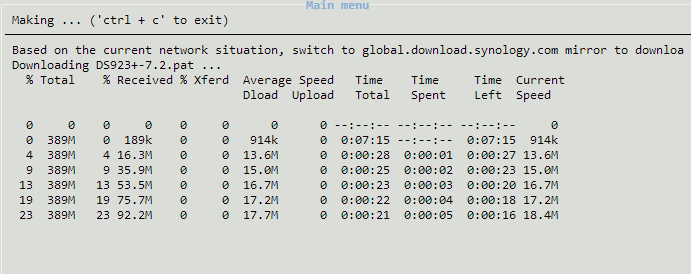 Main menu
Making ... ('ctrl + c' to exit)
Based on the current network situation, switch to global.download.synology.com mirror to downloa
Downloading DS923+-7.2.pat ...
% Total % Received % Xferd Average Speed Time Time Time Current
Dload Upload Total Spent Left Speed
0 0 0 0 0 0 0 0 --:--:-- --:--:-- --:--:-- 0
0 389M 0 189k 0 0 914k 0 0:07:15 --:--:-- 0:07:15 914k
4 389M 4 16.3M 0 0 13.6M 0 0:00:28 0:00:01 0:00:27 13.6M
9 389M 9 35.9M 0 0 15.0M 0 0:00:25 0:00:02 0:00:23 15.0M
13 389M 13 53.5M 0 0 16.7M 0 0:00:23 0:00:03 0:00:20 16.7M
19 389M 19 75.7M 0 0 17.2M 0 0:00:22 0:00:04 0:00:18 17.2M
23 389M 23 92.2M 0 0 17.7M 0 0:00:21 0:00:05 0:00:16 18.4M